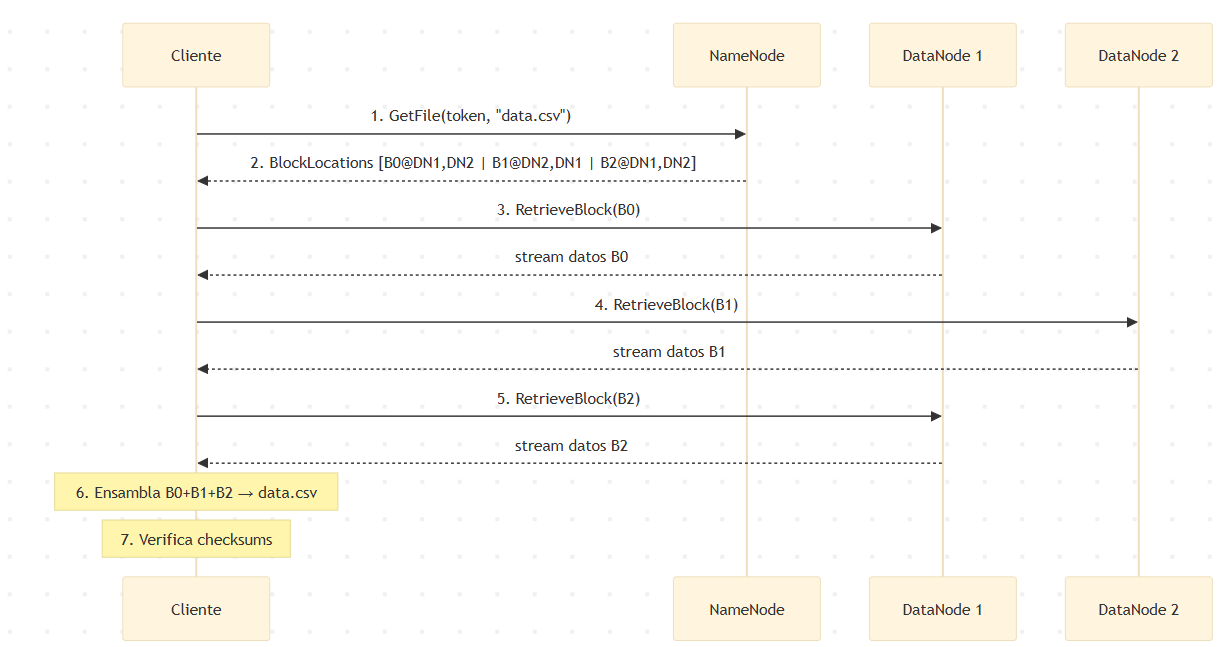 Cliente
NameNode
DataNode 1
DataNode 2
1. GetFile(token, "data.csv")
2. BlockLocations [B0@DN1,DN2 | B1@DN2,DN1 | B2@DN1,DN2]
3. RetrieveBlock(B0)
stream datos B0
4. RetrieveBlock(B1)
stream datos B1
5. RetrieveBlock(B2)
stream datos B2
6. Ensambla B0+B1+B2 → data.csv
7. Verifica checksums
Cliente
NameNode
DataNode 1
DataNode 2